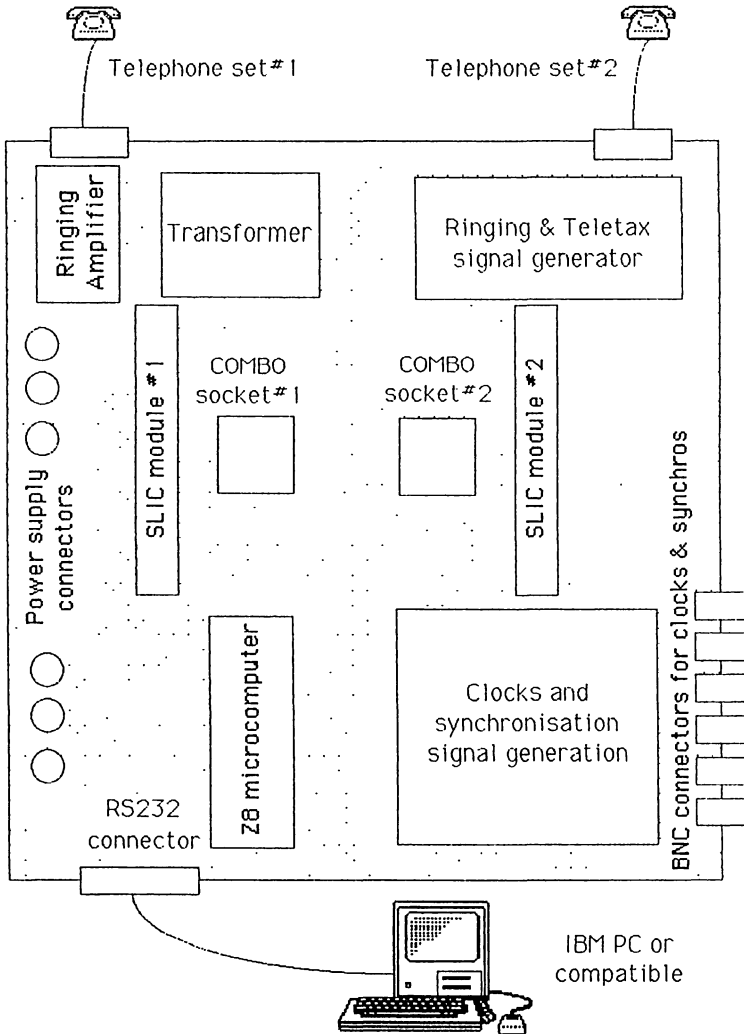 Telephone set#1
Telephone set#2
Ringing
Amplifier
Transformer
Ringing & Teletax
signal generator
SLIC module #1
COMBO
socket#1
COMBO
socket#2
SLIC module #2
Power supply
connectors
BNC connectors for clocks & synchros
Z8 microcomputer
Clocks and
synchronisation
signal generation
RS232
connector
IBM PC or
compatible